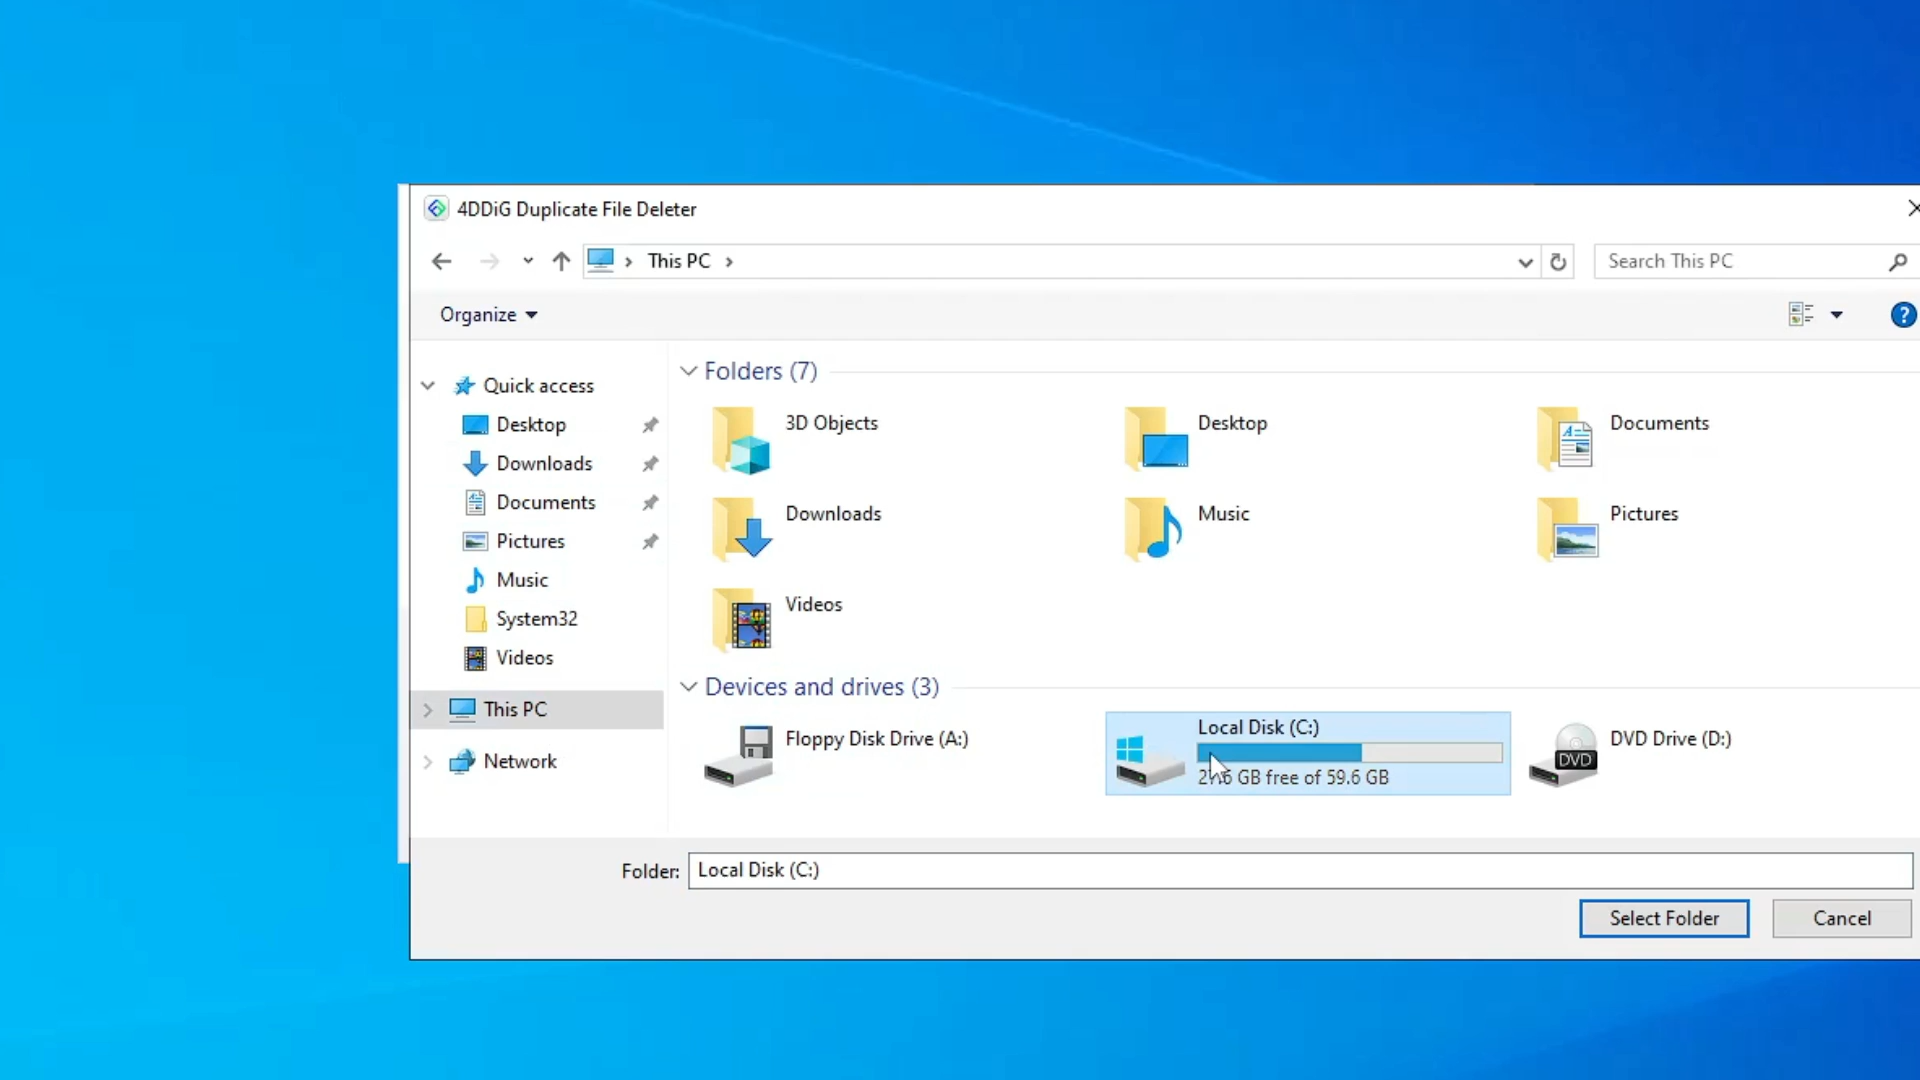 4DDiG Duplicate File Deleter
This PC
Search This PC
Organize
?
Quick access
Desktop
Downloads
Documents
Pictures
Music
System32
Videos
This PC
Network
Folders (7)
3D Objects
Desktop
Documents
Downloads
Music
Pictures
Videos
Devices and drives (3)
Floppy Disk Drive (A:)
Local Disk (C:)
GB free of 59.6 GB
DVD Drive (D:)
DVD
Folder: Local Disk (C:)
Select Folder
Cancel